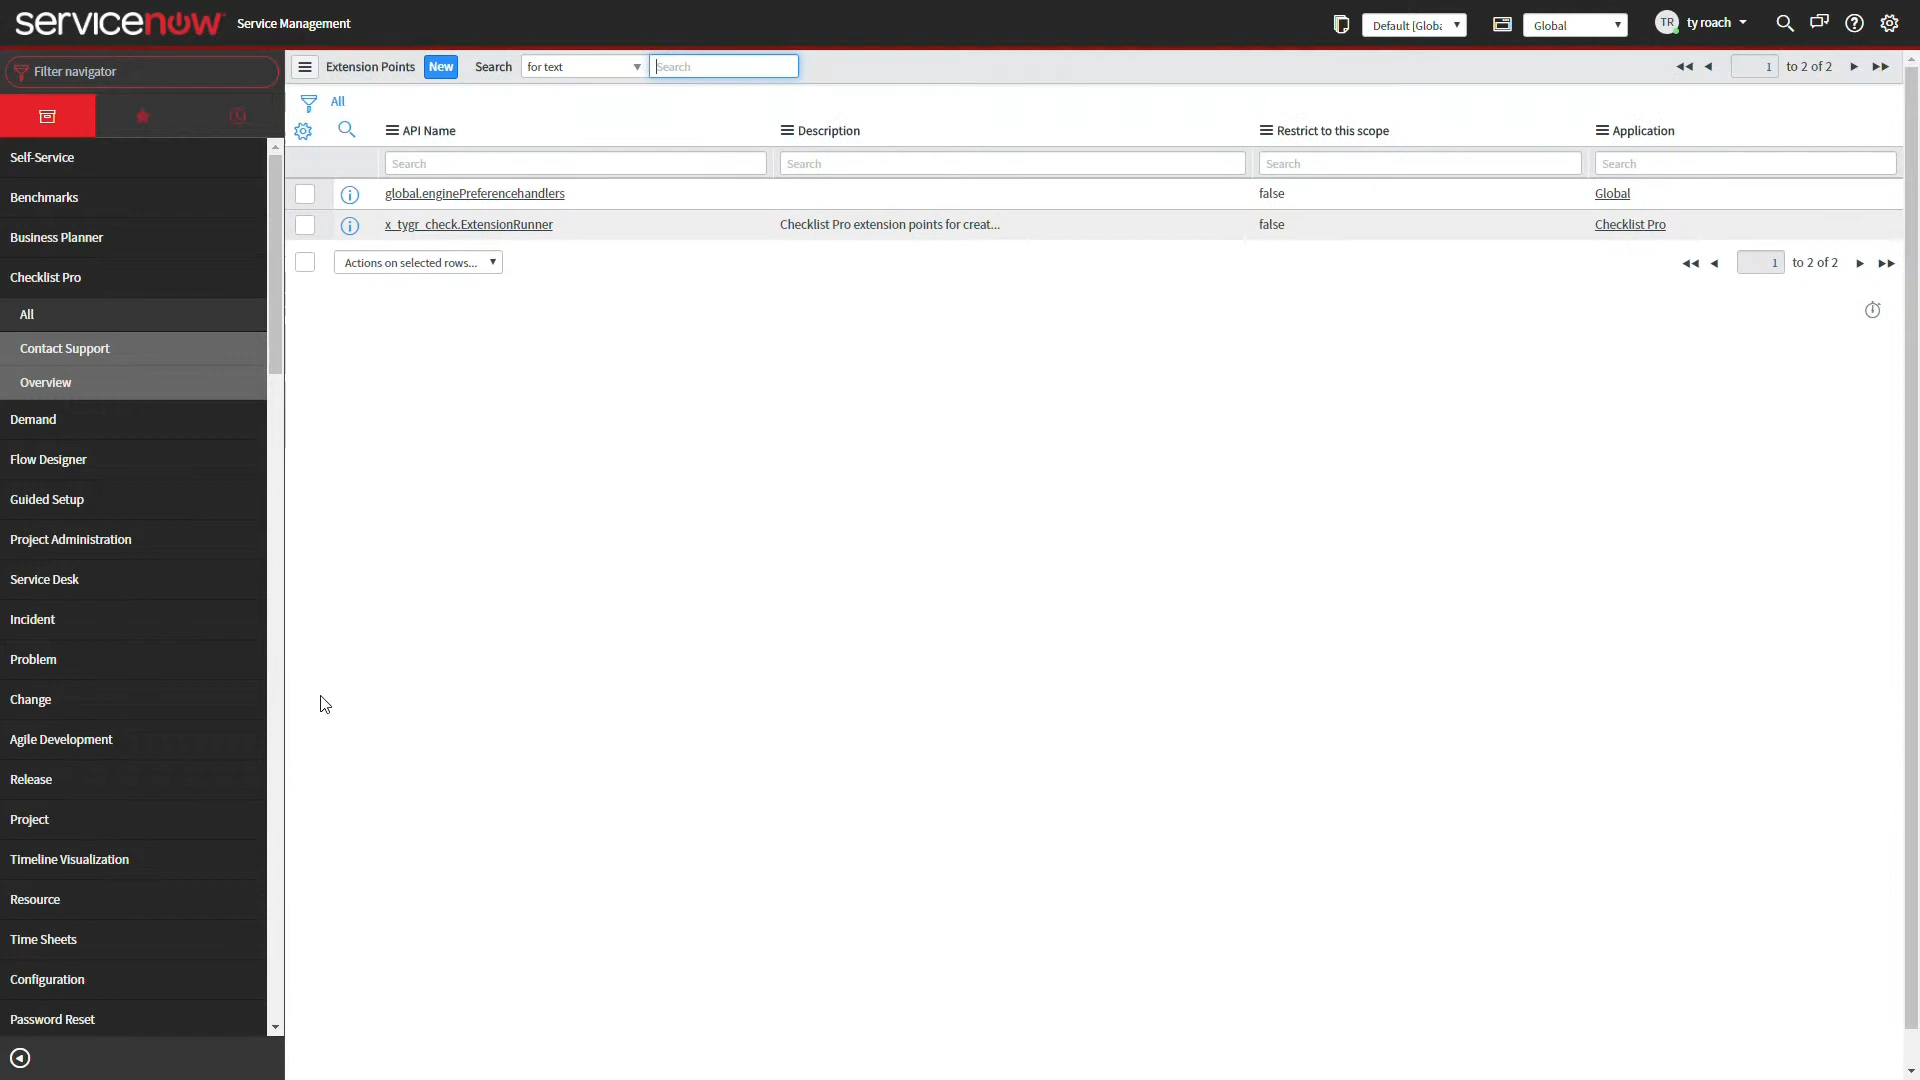 servicenow Service Management
Default [Globa
Global
TR ty roach
Filter navigator
Extension Points New Search for text Search
1 to 2 of 2
All
API Name Description Restrict to this scope Application
Search Search Search Search
global.enginePreferencehandlers false Global
x_tygr_check.ExtensionRunner Checklist Pro extension points for creat... false Checklist Pro
Actions on selected rows...
1 to 2 of 2
Self-Service
Benchmarks
Business Planner
Checklist Pro
All
Contact Support
Overview
Demand
Flow Designer
Guided Setup
Project Administration
Service Desk
Incident
Problem
Change
Agile Development
Release
Project
Timeline Visualization
Resource
Time Sheets
Configuration
Password Reset